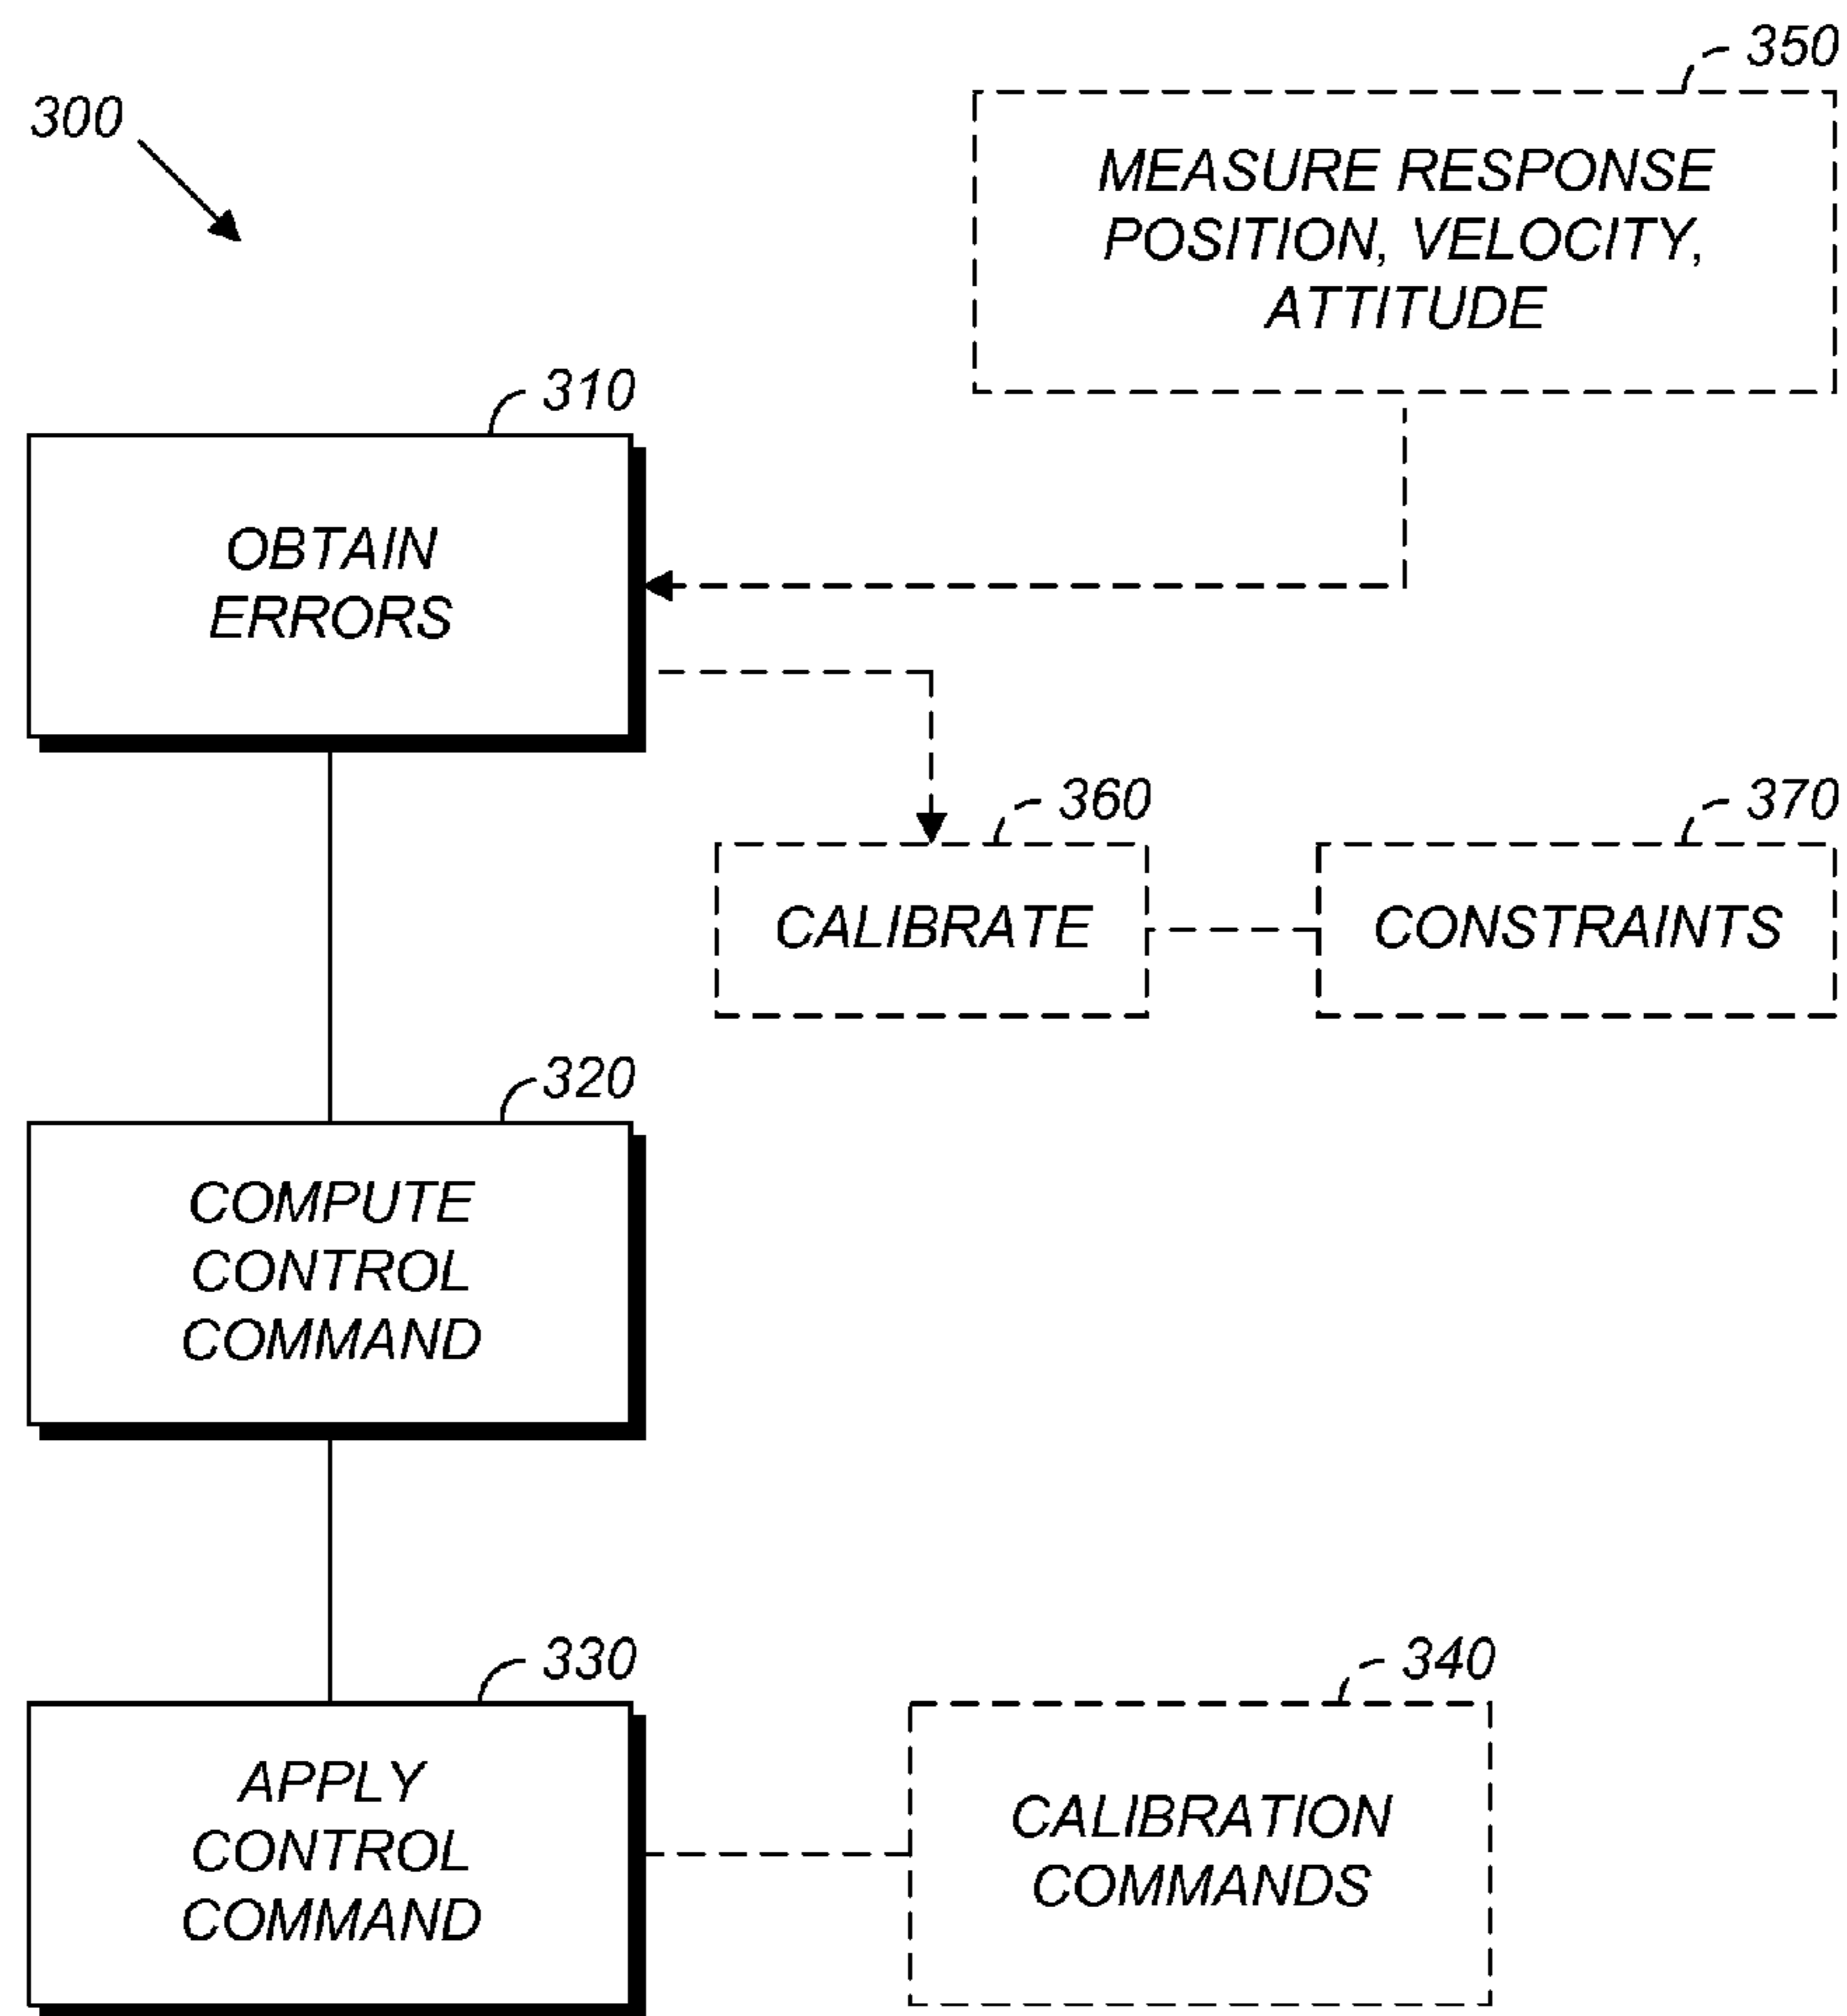 350
300
MEASURE RESPONSE
POSITION, VELOCITY,
ATTITUDE
310
OBTAIN
ERRORS
360
370
CALIBRATE
CONSTRAINTS
320
COMPUTE
CONTROL
COMMAND
330
340
APPLY
CONTROL
COMMAND
CALIBRATION
COMMANDS